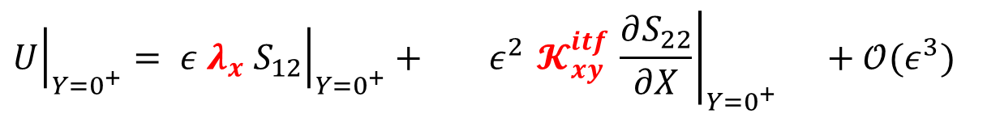 U|_{Y=0^+} = ϵ λ_x S_{12}|_{Y=0^+} + ϵ^2 𝒦_{xy}^{itf} ∂S_{22}/∂X|_{Y=0^+} + 𝒪(ϵ^3)